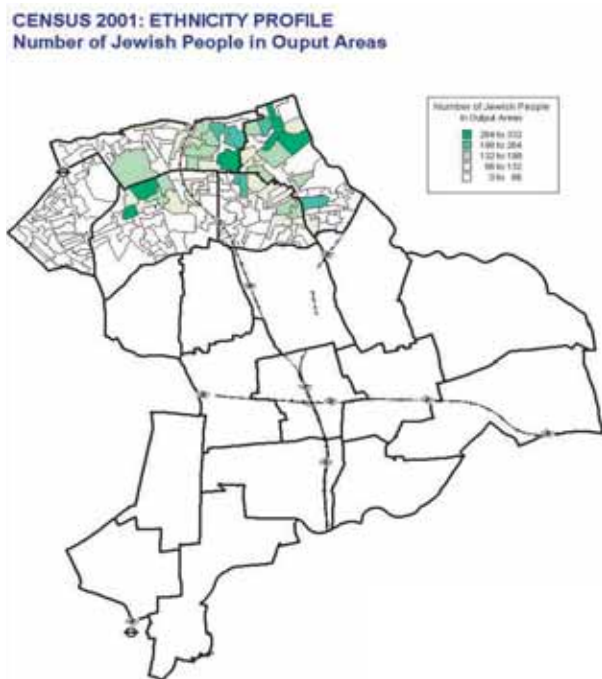 CENSUS 2001: ETHNICITY PROFILE
Number of Jewish People in Ouput Areas
Number of Jewish People
in Output Areas
264 to 332
198 to 264
132 to 198
66 to 132
0 to 66